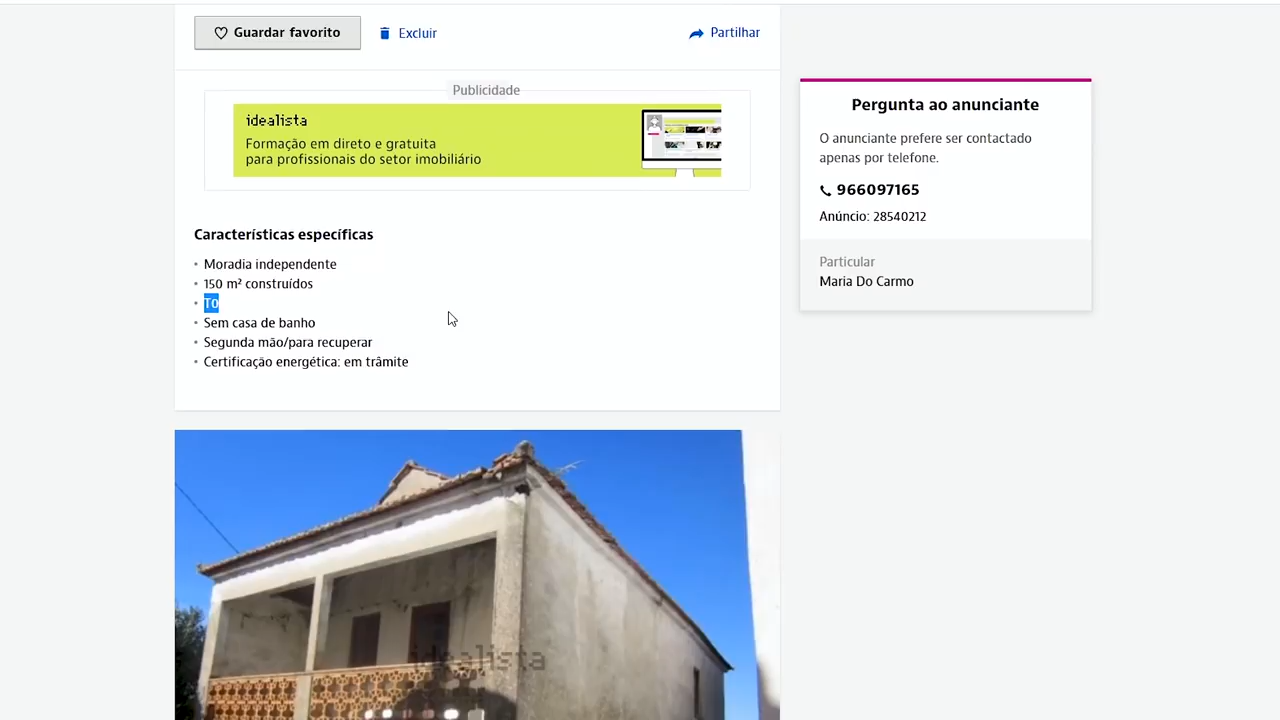 Guardar favorito
Excluir
Partilhar
Publicidade
idealista
Formação em direto e gratuita
para profissionais do setor imobiliário
Características específicas
Moradia independente
150 m² construídos
T0
Sem casa de banho
Segunda mão/para recuperar
Certificação energética: em trâmite
idealista
Pergunta ao anunciante
O anunciante prefere ser contactado
apenas por telefone.
966097165
Anúncio: 28540212
Particular
Maria Do Carmo